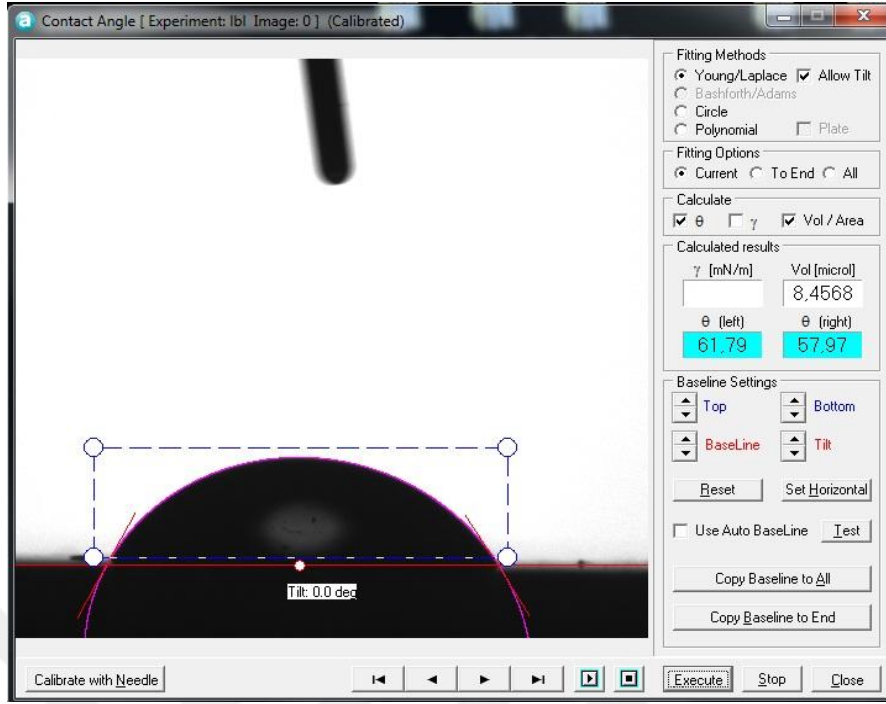 Contact Angle [ Experiment: lbl Image: 0 ] (Calibrated)
Fitting Methods
Young/Laplace Allow Tilt
Bashforth/Adams
Circle
Polynomial Plate
Fitting Options
Current To End All
Calculate
θ γ Vol / Area
Calculated results
γ [mN/m] Vol [microl]
8,4568
θ (left) θ (right)
61,79 57,97
Baseline Settings
Top Bottom
BaseLine Tilt
Reset Set Horizontal
Use Auto BaseLine Test
Tilt: 0.0 deg
Copy Baseline to All
Copy Baseline to End
Calibrate with Needle Execute Stop Close